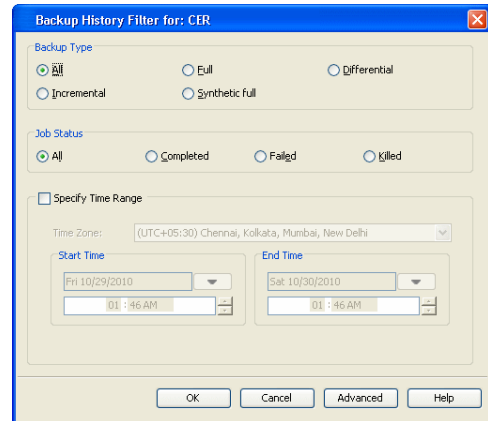 Backup History Filter for: CER
Backup Type
All Full Differential
Incremental Synthetic full
Job Status
All Completed Failed Killed
Specify Time Range
Time Zone: (UTC+05:30) Chennai, Kolkata, Mumbai, New Delhi
Start Time End Time
Fri 10/29/2010 Sat 10/30/2010
01 : 46 AM 01 : 46 AM
OK Cancel Advanced Help